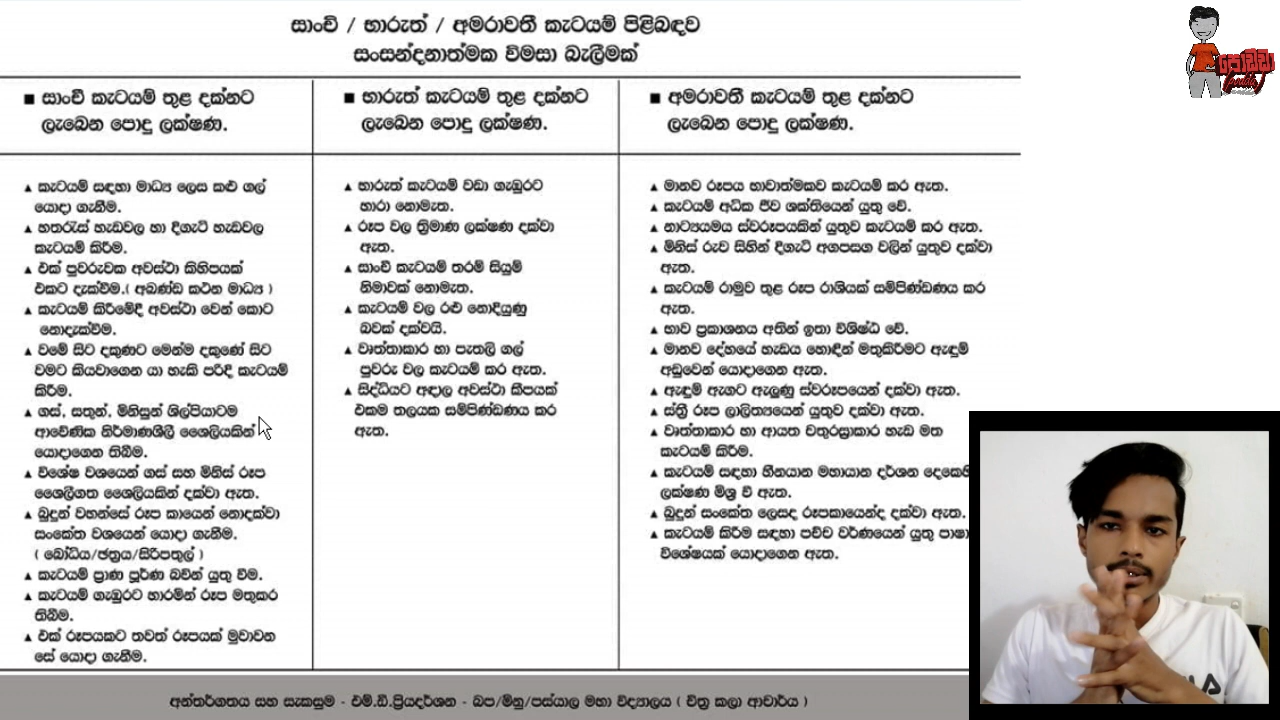 සාංචි / භාරුත් / අමරාවතී කැටයම් පිළිබඳව
සංසන්දනාත්මක විමසා බැලීමක්
■ සාංචි කැටයම් තුළ දක්නට
ලැබෙන පොදු ලක්ෂණ.
▲ කැටයම් සඳහා මාධ්‍ය ලෙස කළු ගල්
යොදා ගැනීම.
▲ හතරැස් හැඩවල හා දිගැටි හැඩවල
කැටයම් කිරීම.
▲ එක් පුවරුවක අවස්ථා කිහිපයක්
එකට දැක්වීම.( අඛණ්ඩ කථන මාධ්‍ය )
▲ කැටයම් කිරීමේදී අවස්ථා වෙන් කොට
නොදැක්වීම.
▲ වමේ සිට දකුණට මෙන්ම දකුණේ සිට
වමට කියවාගෙන යා හැකි පරිදි කැටයම්
කිරීම.
▲ ගස්, සතුන්, මිනිසුන් ශිල්පියාටම
ආවේණික නිර්මාණශීලී ශෛලියකින්
යොදාගෙන තිබීම.
▲ විශේෂ වශයෙන් ගස් සහ මිනිස් රූප
ශෛලීගත ශෛලියකින් දක්වා ඇත.
▲ බුදුන් වහන්සේ රූප කායෙන් නොදක්වා
සංකේත වශයෙන් යොදා ගැනීම.
( බෝධිය/ඡත්‍රය/සිරිපතුල් )
▲ කැටයම් ප්‍රාණ පූර්ණ බවින් යුතු වීම.
▲ කැටයම් ගැඹුරට හාරමින් රූප මතුකර
තිබීම.
▲ එක් රූපයකට තවත් රූපයක් මුවාවන
සේ යොදා ගැනීම.
■ භාරුත් කැටයම් තුළ දක්නට
ලැබෙන පොදු ලක්ෂණ.
▲ භාරුත් කැටයම් වඩා ගැඹුරට
හාරා නොමැත.
▲ රූප වල ත්‍රිමාණ ලක්ෂණ දක්වා
ඇත.
▲ සාංචි කැටයම් තරම් සියුම්
නිමාවක් නොමැත.
▲ කැටයම් වල රළු නොදියුණු
බවක් දක්වයි.
▲ වෘත්තාකාර හා පැතලි ගල්
පුවරු වල කැටයම් කර ඇත.
▲ සිද්ධියට අඳාල අවස්ථා කීපයක්
එකම තලයක සම්පිණ්ඩණය කර
ඇත.
■ අමරාවතී කැටයම් තුළ දක්නට
ලැබෙන පොදු ලක්ෂණ.
▲ මානව රූපය භාවාත්මකව කැටයම් කර ඇත.
▲ කැටයම් අධික ජීව ශක්තියෙන් යුතු වේ.
▲ නාට්‍යයමය ස්වරූපයකින් යුතුව කැටයම් කර ඇත.
▲ මිනිස් රුව සිහින් දිගැටි අඟපසඟ වලින් යුතුව දක්වා
ඇත.
▲ කැටයම් රාමුව තුළ රූප රාශියක් සම්පිණ්ඩණය කර
ඇත.
▲ භාව ප්‍රකාශනය අතින් ඉතා විශිෂ්ඨ වේ.
▲ මානව දේහයේ හැඩය හොඳින් මතුකිරීමට ඇඳුම්
අඩුවෙන් යොදාගෙන ඇත.
▲ ඇඳුම් ඇඟට ඇලුණු ස්වරූපයෙන් දක්වා ඇත.
▲ ස්ත්‍රී රූප ලාලිත්‍යයෙන් යුතුව දක්වා ඇත.
▲ වෘත්තාකාර හා ආයත චතුරස්‍රාකාර හැඩ මත
කැටයම් කිරීම.
▲ කැටයම් සඳහා හීනයාන මහායාන දර්ශන
ලක්ෂණ මිශ්‍ර වී ඇත.
▲ බුදුන් සංකේත ලෙසද රූපකායෙන්ද දක්වා ඇත.
▲ කැටයම් කිරීම සඳහා පච්ච වර්ණයෙන් යුතු
විශේෂයක් යොදාගෙන ඇත.
අන්තර්ගතය සහ සැකසුම - එම්.ඩී.ප්‍රියදර්ශන - බප/මිනු/පස්යාල මහා විද්‍යාලය ( චිත්‍ර කලා ආචාර්ය )
පොඩ්ඩා